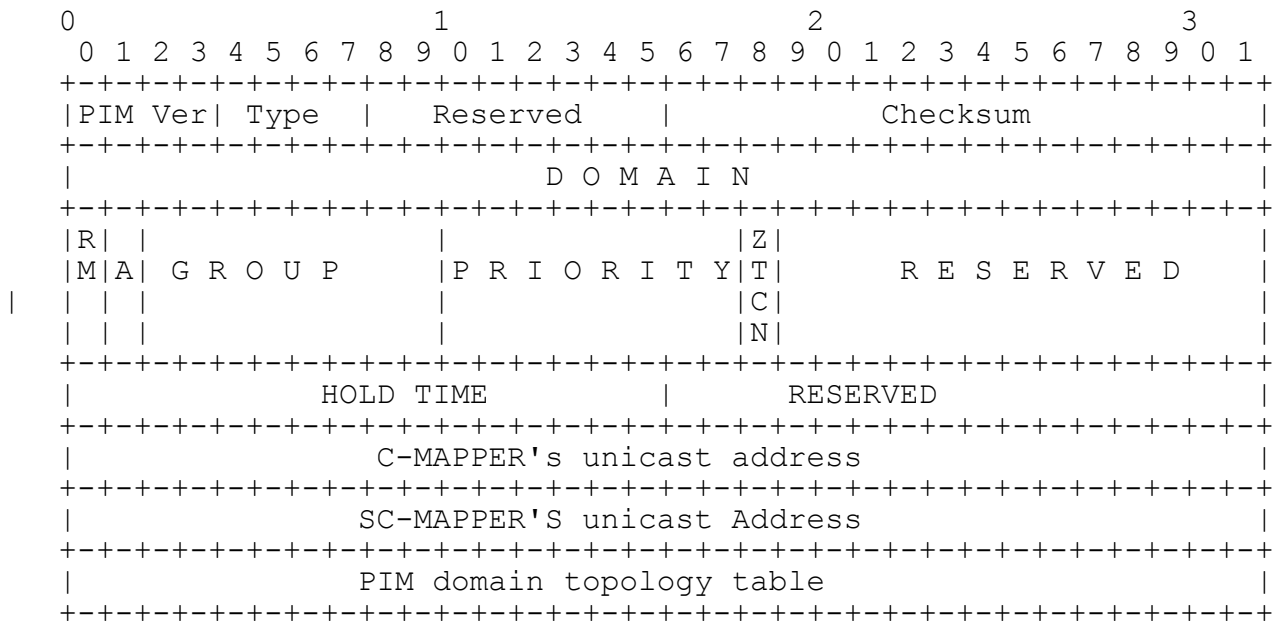 0                   1                   2                   3
 0 1 2 3 4 5 6 7 8 9 0 1 2 3 4 5 6 7 8 9 0 1 2 3 4 5 6 7 8 9 0 1
+-+-+-+-+-+-+-+-+-+-+-+-+-+-+-+-+-+-+-+-+-+-+-+-+-+-+-+-+-+-+-+-+
|PIM Ver| Type  |   Reserved    |           Checksum            |
+-+-+-+-+-+-+-+-+-+-+-+-+-+-+-+-+-+-+-+-+-+-+-+-+-+-+-+-+-+-+-+-+
|                         D O M A I N                           |
+-+-+-+-+-+-+-+-+-+-+-+-+-+-+-+-+-+-+-+-+-+-+-+-+-+-+-+-+-+-+-+-+
|R| |               |               |Z|                         |
|M|A| G R O U P     |P R I O R I T Y|T|      R E S E R V E D    |
| | | |               |               |C|                         |
| | |               |               |N|                         |
+-+-+-+-+-+-+-+-+-+-+-+-+-+-+-+-+-+-+-+-+-+-+-+-+-+-+-+-+-+-+-+-+
|             HOLD TIME         |      RESERVED                 |
+-+-+-+-+-+-+-+-+-+-+-+-+-+-+-+-+-+-+-+-+-+-+-+-+-+-+-+-+-+-+-+-+
|                C-MAPPER's unicast address                     |
+-+-+-+-+-+-+-+-+-+-+-+-+-+-+-+-+-+-+-+-+-+-+-+-+-+-+-+-+-+-+-+-+
|               SC-MAPPER'S unicast Address                     |
+-+-+-+-+-+-+-+-+-+-+-+-+-+-+-+-+-+-+-+-+-+-+-+-+-+-+-+-+-+-+-+-+
|               PIM domain topology table                       |
+-+-+-+-+-+-+-+-+-+-+-+-+-+-+-+-+-+-+-+-+-+-+-+-+-+-+-+-+-+-+-+-+